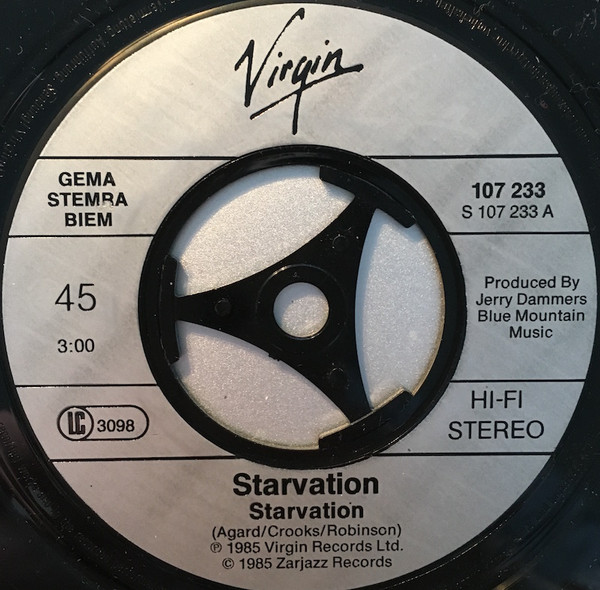 Virgin
GEMA
STEMRA
BIEM
107 233
S 107 233 A
45
3:00
Produced By
Jerry Dammers
Blue Mountain
Music
LC 3098
HI-FI
STEREO
Starvation
Starvation
(Agard/Crooks/Robinson)
℗ 1985 Virgin Records Ltd.
© 1985 Zarjazz Records